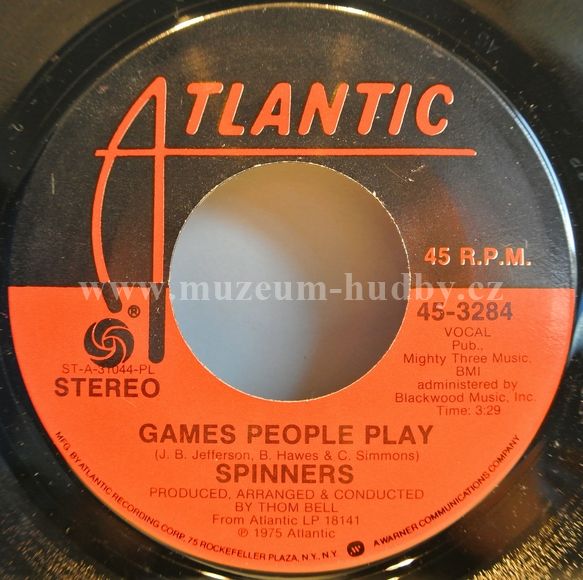 ATLANTIC
45 R.P.M.
www.muzeum-hudby.cz
®
ST-A-31044-PL
STEREO
45-3284
VOCAL
Pub.,
Mighty Three Music,
BMI
administered by
Blackwood Music, Inc.
Time: 3:29
GAMES PEOPLE PLAY
(J. B. Jefferson, B. Hawes & C. Simmons)
SPINNERS
PRODUCED, ARRANGED & CONDUCTED
BY THOM BELL
From Atlantic LP 18141
℗ 1975 Atlantic
MFG. BY ATLANTIC RECORDING CORP. 75 ROCKEFELLER PLAZA, N.Y., N.Y. A WARNER COMMUNICATIONS COMPANY